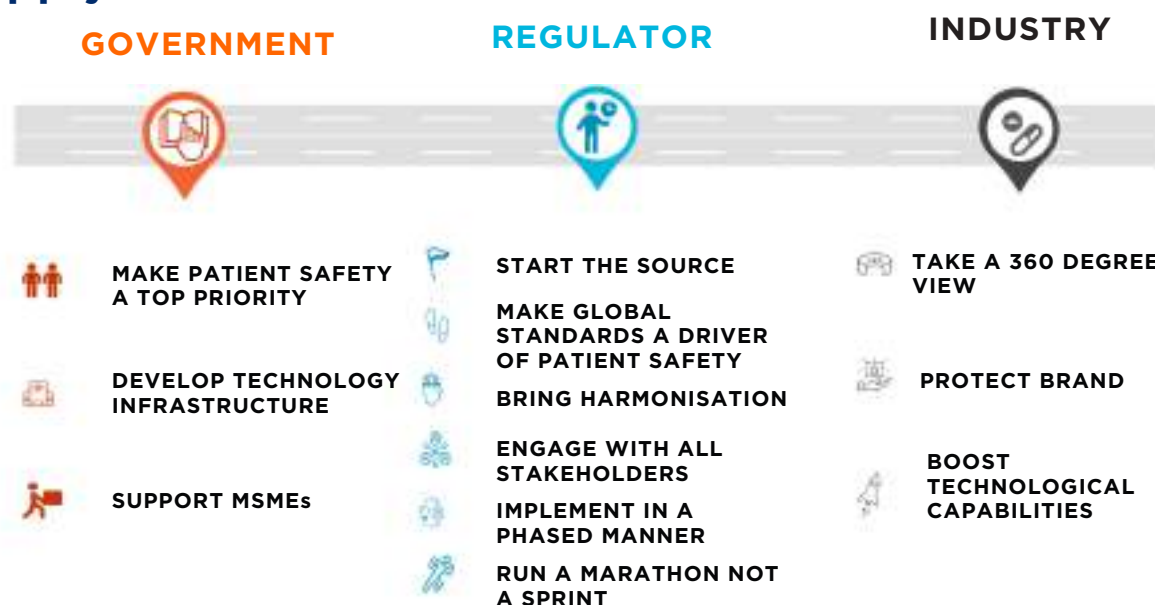 GOVERNMENT
REGULATOR
INDUSTRY
MAKE PATIENT SAFETY
A TOP PRIORITY
DEVELOP TECHNOLOGY
INFRASTRUCTURE
SUPPORT MSMEs
START THE SOURCE
MAKE GLOBAL
STANDARDS A DRIVER
OF PATIENT SAFETY
BRING HARMONISATION
ENGAGE WITH ALL
STAKEHOLDERS
IMPLEMENT IN A
PHASED MANNER
RUN A MARATHON NOT
A SPRINT
TAKE A 360 DEGREE
VIEW
PROTECT BRAND
BOOST
TECHNOLOGICAL
CAPABILITIES